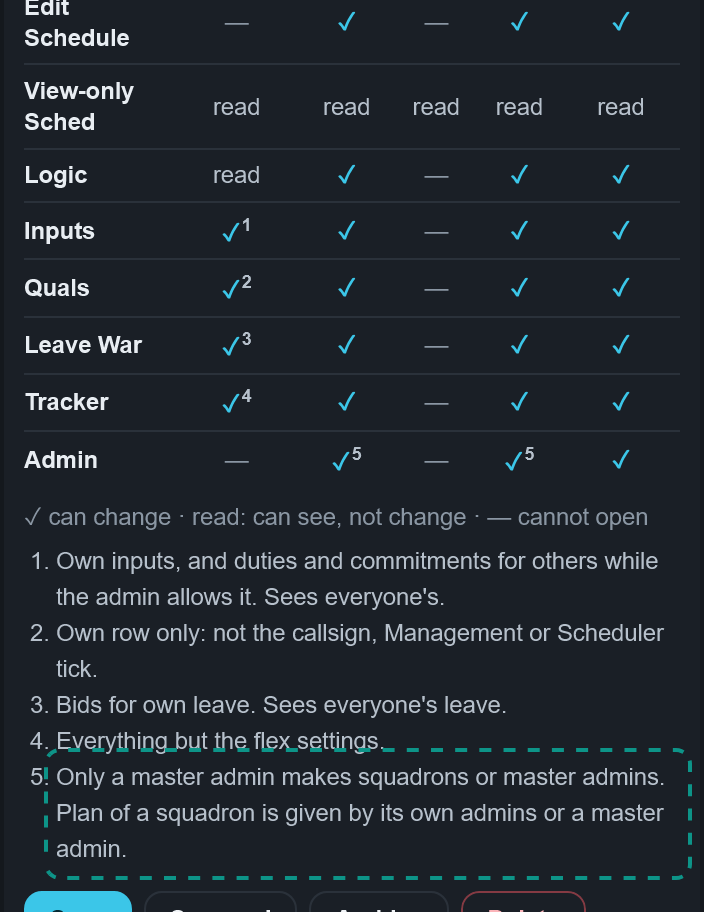 Edit
Schedule — ✓ — ✓ ✓
View-only
Sched read read read read read
Logic read ✓ — ✓ ✓
Inputs ✓1 ✓ — ✓ ✓
Quals ✓2 ✓ — ✓ ✓
Leave War ✓3 ✓ — ✓ ✓
Tracker ✓4 ✓ — ✓ ✓
Admin — ✓5 — ✓5 ✓
✓ can change · read: can see, not change · — cannot open
1. Own inputs, and duties and commitments for others while
the admin allows it. Sees everyone's.
2. Own row only: not the callsign, Management or Scheduler
tick.
3. Bids for own leave. Sees everyone's leave.
4. Everything but the flex settings.
5. Only a master admin makes squadrons or master admins.
Plan of a squadron is given by its own admins or a master
admin.